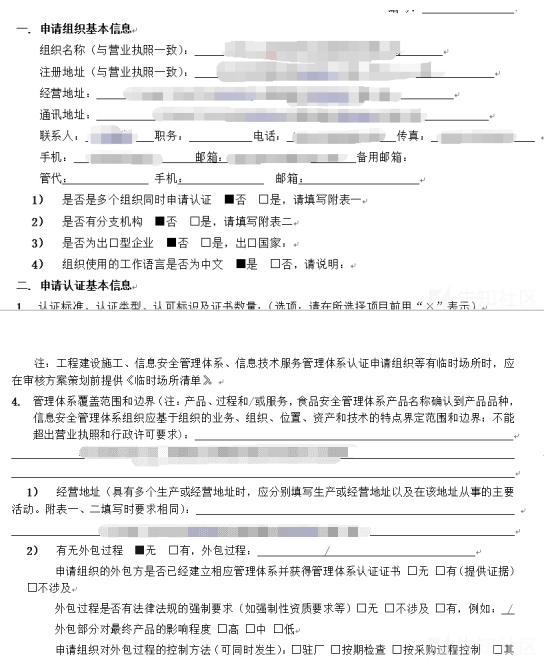 一. 申请组织基本信息
组织名称（与营业执照一致）：
注册地址（与营业执照一致）：
经营地址：
通讯地址：
联系人： 职务： 电话： 传真：
手机： 邮箱： 备用邮箱：
管代： 手机： 邮箱：
1） 是否是多个组织同时申请认证 ■否 □是，请填写附表一
2） 是否有分支机构 ■否 □是，请填写附表二
3） 是否为出口型企业 ■否 □是，出口国家：
4） 组织使用的工作语言是否为中文 ■是 □否，请说明：
二. 申请认证基本信息
1. 认证标准、认证类型、认可标识及证书数量：（选项，请在所选择项目前用“×”表示）
注：工程建设施工、信息安全管理体系、信息技术服务管理体系认证申请组织等有临时场所时，应
在审核方案策划前提供《临时场所清单》。
4. 管理体系覆盖范围和边界（注：产品、过程和/或服务，食品安全管理体系产品名称确认到产品品种，
信息安全管理体系组织应基于组织的业务、组织、位置、资产和技术的特点界定范围和边界；不能
超出营业执照和行政许可要求）：
1） 经营地址（具有多个生产或经营地址时，应分别填写生产或经营地址以及在该地址从事的主要
活动。附表一、二填写时要求相同）：
2） 有无外包过程 ■无 □有，外包过程： /
申请组织的外包方是否已经建立相应管理体系并获得管理体系认证证书 □无 □有（提供证据）
□不涉及
外包过程是否有法律法规的强制要求（如强制性资质要求等）□无 □不涉及 □有，例如： /
外包部分对最终产品的影响程度 □高 □中 □低
申请组织对外包过程的控制方法（可同时发生）：□驻厂 □按期检查 □按采购过程控制 □其